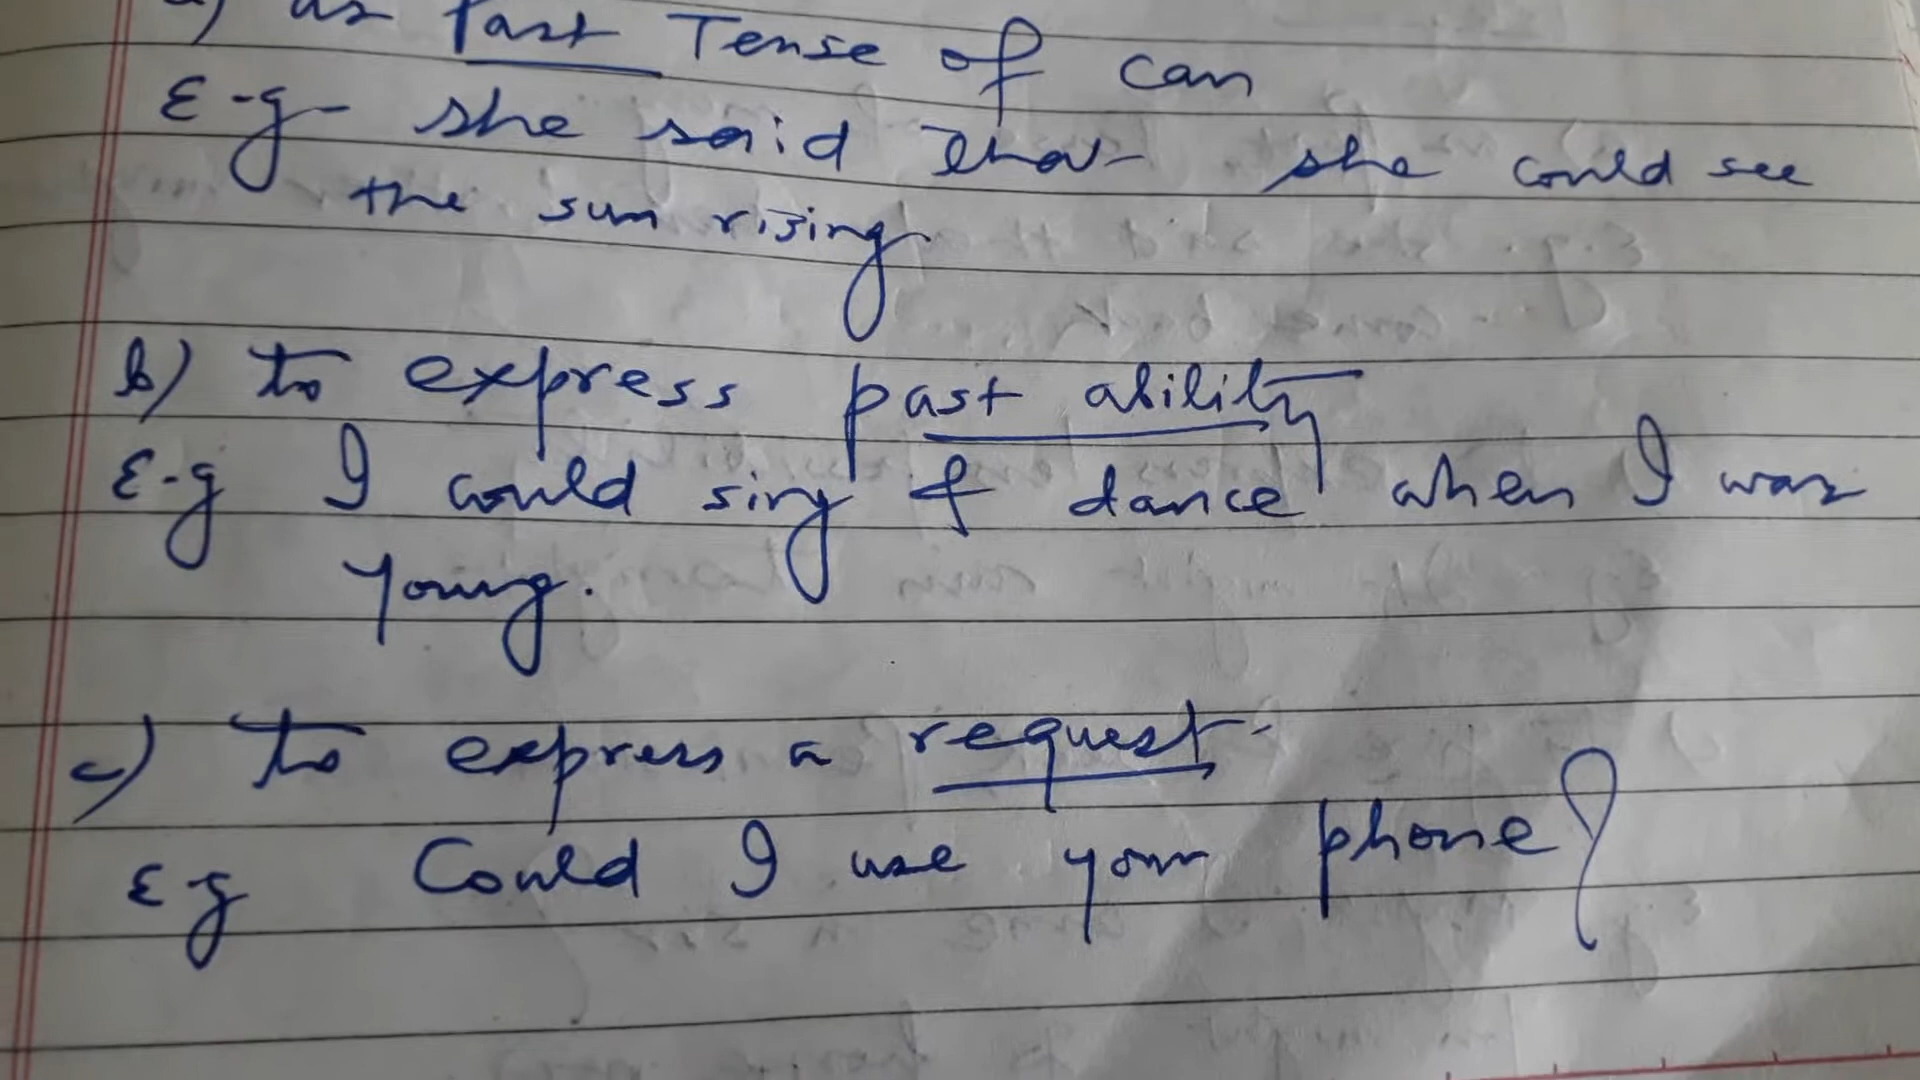 a) as Past Tense of can
E-g- she said that she could see
the sun rising
b) to express past ability
E-g I could sing & dance when I was
young.
c) to express a request-
Eg Could I use your phone?